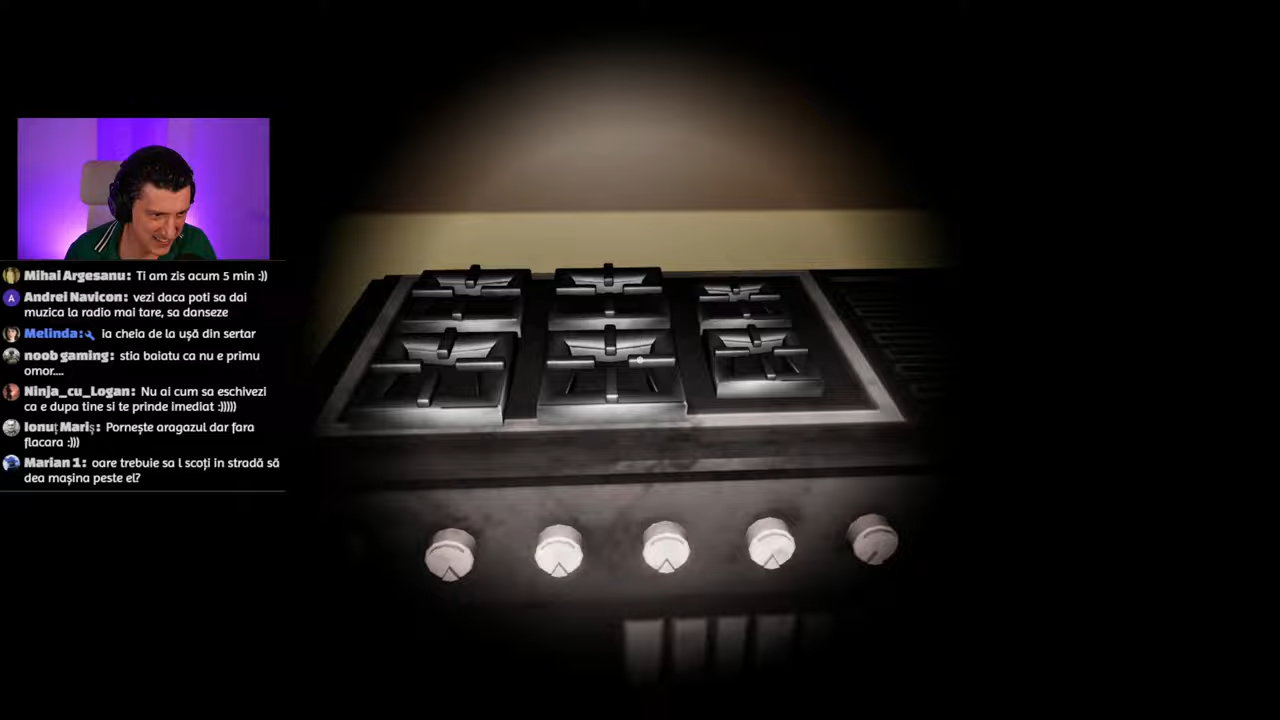 Mihai Argesanu: Ti am zis acum 5 min :))
A Andrei Navicon: vezi daca poti sa dai
muzica la radio mai tare, sa danseze
Melinda: ia cheia de la ușă din sertar
noob gaming: stia baiatu ca nu e primu
omor....
Ninja_cu_Logan: Nu ai cum sa eschivezi
ca e dupa tine si te prinde imediat :)))))
Ionuț Mariș: Pornește aragazul dar fara
flacara :)))
Marian 1: oare trebuie sa l scoți in stradă să
dea mașina peste el?